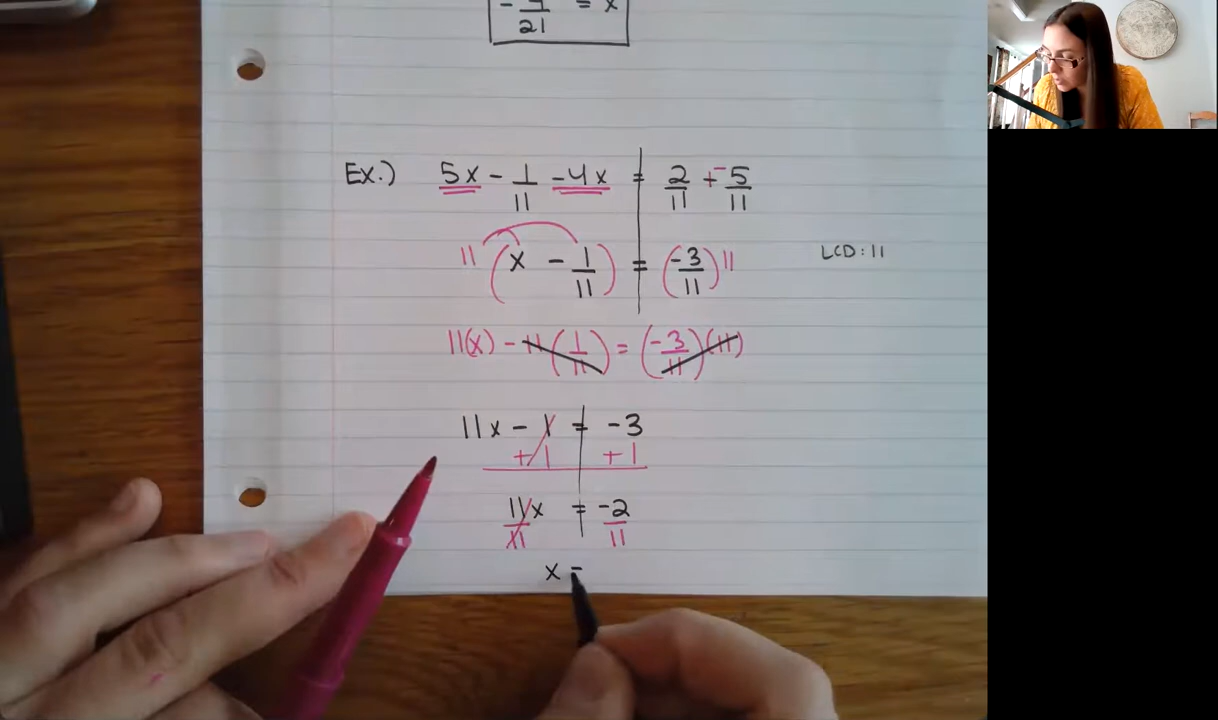 -4/21 = x
Ex.) 5x - 1/11 - 4x = 2/11 + -5/11
11 (x - 1/11) = (-3/11) 11
LCD: 11
11(x) - 11(1/11) = (-3/11)(11)
11x - 1 = -3
+1 +1
11x/11 = -2/11
x =